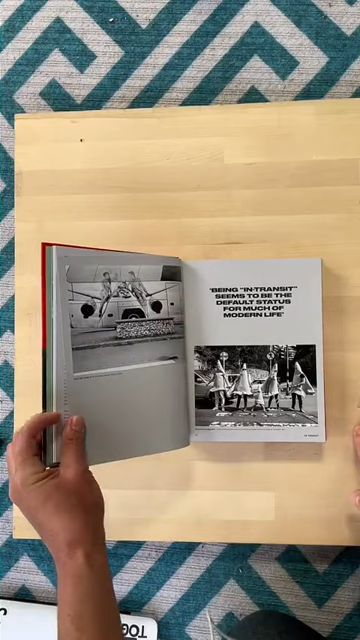 'BEING "IN-TRANSIT"
SEEMS TO BE THE
DEFAULT STATUS
FOR MUCH OF
MODERN LIFE'